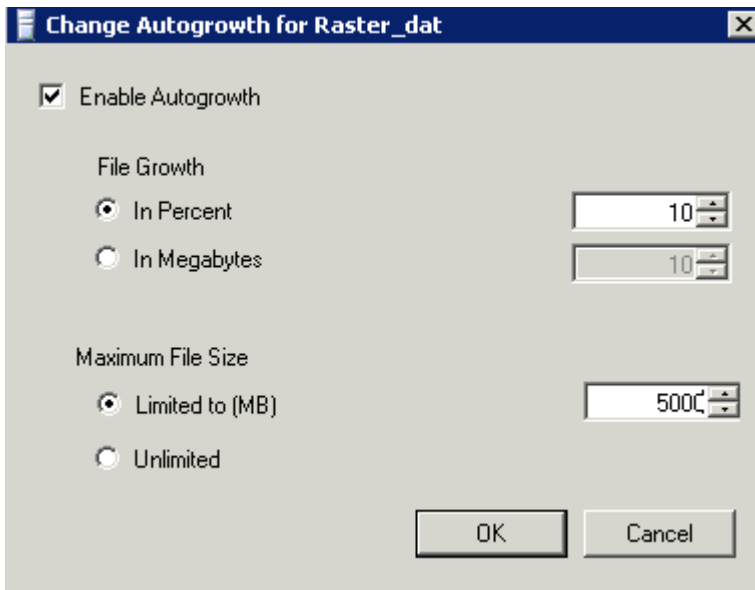 Change Autogrowth for Raster_dat
Enable Autogrowth
File Growth
In Percent 10
In Megabytes 10
Maximum File Size
Limited to (MB)
Unlimited
OK Cancel